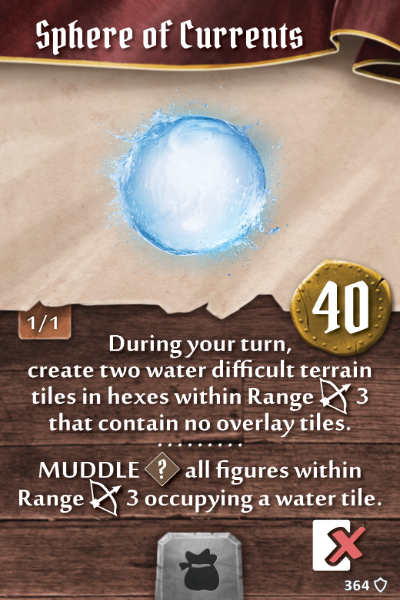 Sphere of Currents
40
1/1
During your turn,
create two water difficult terrain
tiles in hexes within Range 3
that contain no overlay tiles.
MUDDLE ? all figures within
Range 3 occupying a water tile.
364